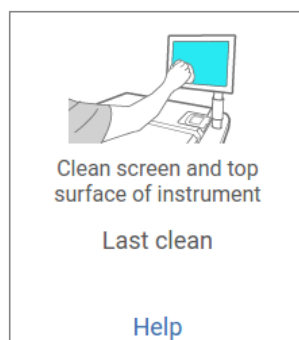 Clean screen and top
surface of instrument
Last clean
Help